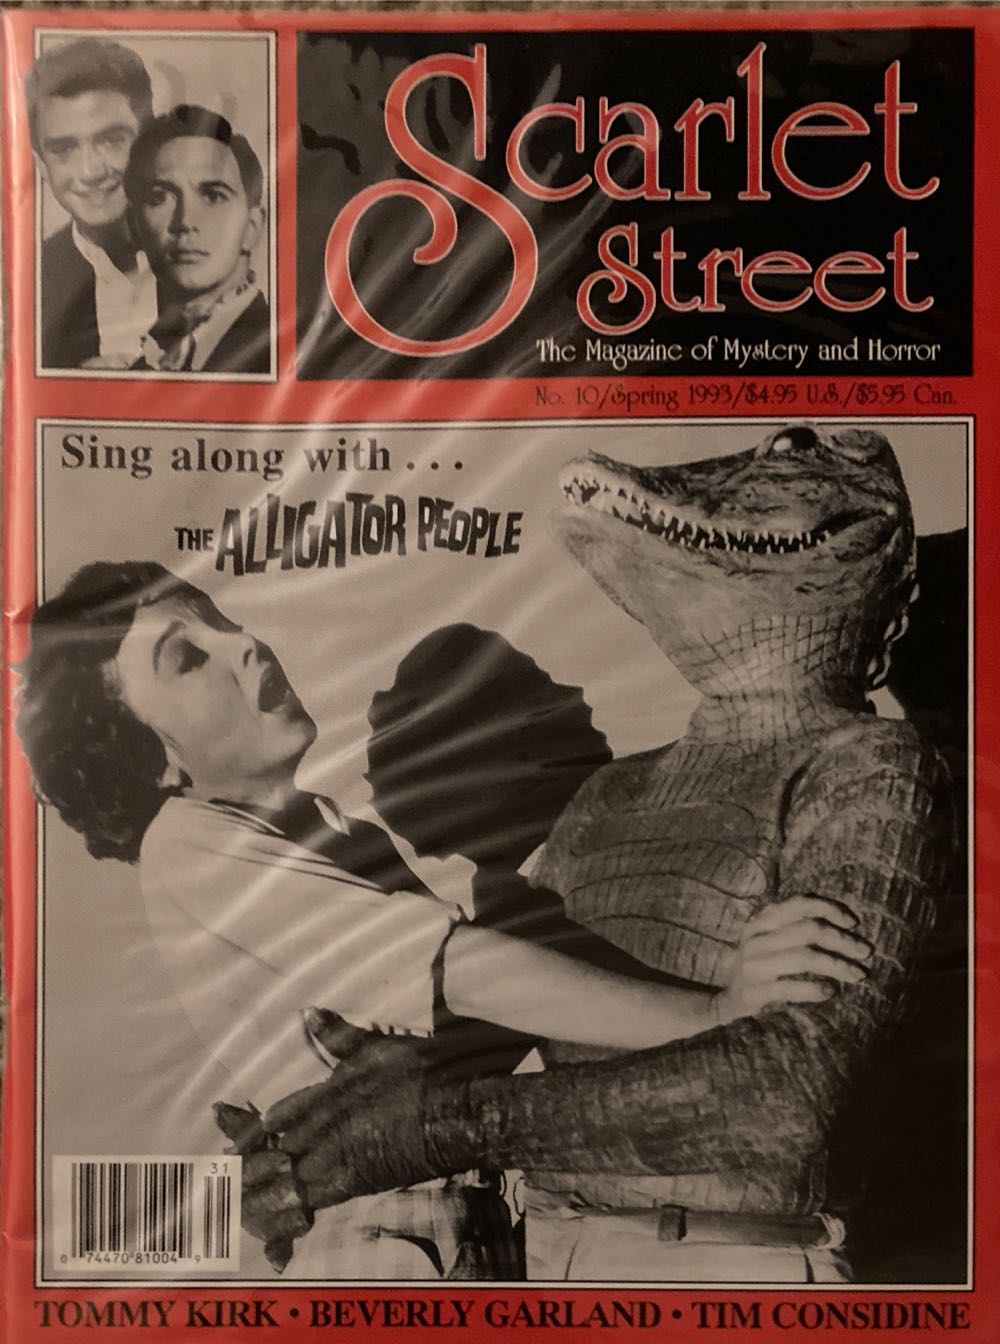 Scarlet
Street
The Magazine of Mystery and Horror
No. 10/Spring 1993/$4.95 U.S./$5.95 Can.
Sing along with . . .
THE ALLIGATOR PEOPLE
31
0 74470 81004 9
TOMMY KIRK • BEVERLY GARLAND • TIM CONSIDINE